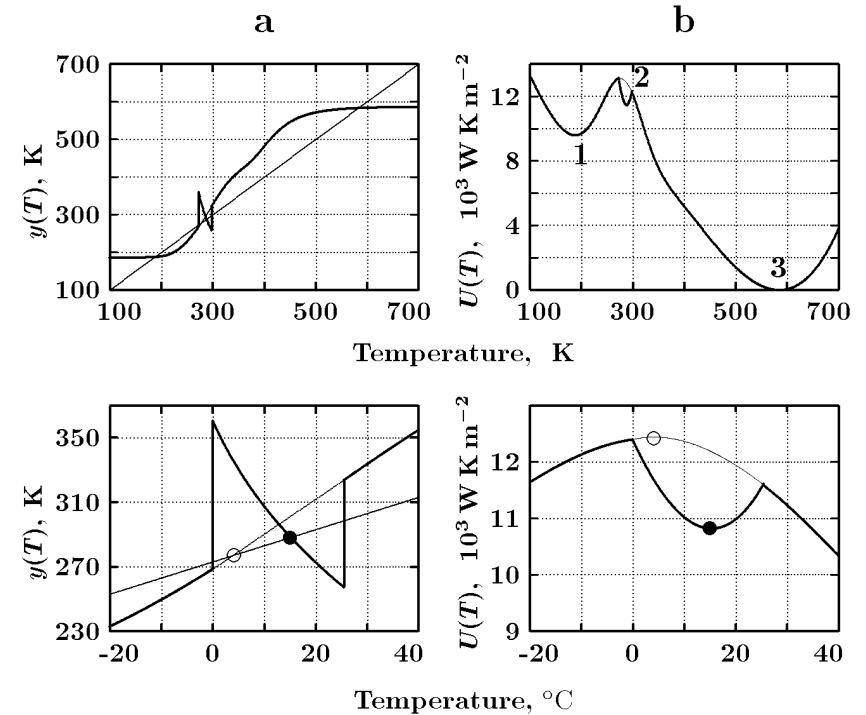 a
b
700
500
300
100
y(T), K
100 300 500 700
12
8
4
0
U(T), 10³ W K m⁻²
1
2
3
100 300 500 700
Temperature, K
350
310
270
230
y(T), K
-20 0 20 40
12
11
10
9
U(T), 10³ W K m⁻²
-20 0 20 40
Temperature, °C